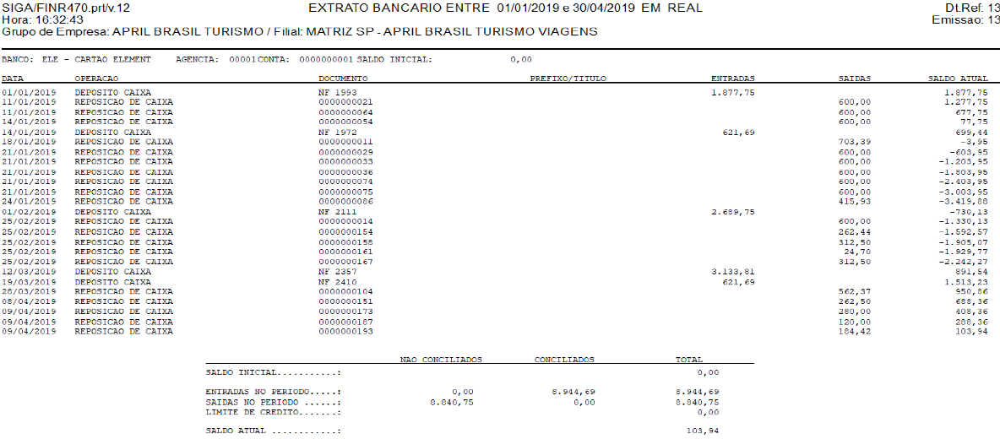 SIGA/FINR470.prt/v.12 EXTRATO BANCARIO ENTRE 01/01/2019 e 30/04/2019 EM REAL Dt.Ref: 13
Hora: 16:32:43 Emissao: 13
Grupo de Empresa: APRIL BRASIL TURISMO / Filial: MATRIZ SP - APRIL BRASIL TURISMO VIAGENS
BANCO: ELE - CARTAO ELEMENT AGENCIA: 00001 CONTA: 0000000001 SALDO INICIAL: 0,00
DATA OPERACAO DOCUMENTO PREFIXO/TITULO ENTRADAS SAIDAS SALDO ATUAL
01/01/2019 DEPOSITO CAIXA NF 1993 1.877,75 1.877,75
11/01/2019 REPOSICAO DE CAIXA 0000000021 600,00 1.277,75
11/01/2019 REPOSICAO DE CAIXA 0000000064 600,00 677,75
14/01/2019 REPOSICAO DE CAIXA 0000000054 600,00 77,75
14/01/2019 DEPOSITO CAIXA NF 1972 621,69 699,44
18/01/2019 REPOSICAO DE CAIXA 0000000011 703,39 -3,95
21/01/2019 REPOSICAO DE CAIXA 0000000029 600,00 -603,95
21/01/2019 REPOSICAO DE CAIXA 0000000033 600,00 -1.203,95
21/01/2019 REPOSICAO DE CAIXA 0000000036 600,00 -1.803,95
21/01/2019 REPOSICAO DE CAIXA 0000000074 600,00 -2.403,95
21/01/2019 REPOSICAO DE CAIXA 0000000075 600,00 -3.003,95
24/01/2019 REPOSICAO DE CAIXA 0000000086 415,93 -3.419,88
01/02/2019 DEPOSITO CAIXA NF 2111 2.689,75 -730,13
25/02/2019 REPOSICAO DE CAIXA 0000000014 600,00 -1.330,13
25/02/2019 REPOSICAO DE CAIXA 0000000154 262,44 -1.592,57
25/02/2019 REPOSICAO DE CAIXA 0000000158 312,50 -1.905,07
25/02/2019 REPOSICAO DE CAIXA 0000000161 24,70 -1.929,77
25/02/2019 REPOSICAO DE CAIXA 0000000167 312,50 -2.242,27
12/03/2019 DEPOSITO CAIXA NF 2357 3.133,81 891,54
19/03/2019 DEPOSITO CAIXA NF 2410 621,69 1.513,23
28/03/2019 REPOSICAO DE CAIXA 0000000104 562,37 950,86
08/04/2019 REPOSICAO DE CAIXA 0000000151 262,50 688,36
09/04/2019 REPOSICAO DE CAIXA 0000000173 280,00 408,36
09/04/2019 REPOSICAO DE CAIXA 0000000187 120,00 288,36
09/04/2019 REPOSICAO DE CAIXA 0000000193 184,42 103,94
NAO CONCILIADOS CONCILIADOS TOTAL
SALDO INICIAL...........: 0,00
ENTRADAS NO PERIODO.....: 0,00 8.944,69 8.944,69
SAIDAS NO PERIODO ......: 8.840,75 0,00 8.840,75
LIMITE DE CREDITO.......: 0,00
SALDO ATUAL ............: 103,94